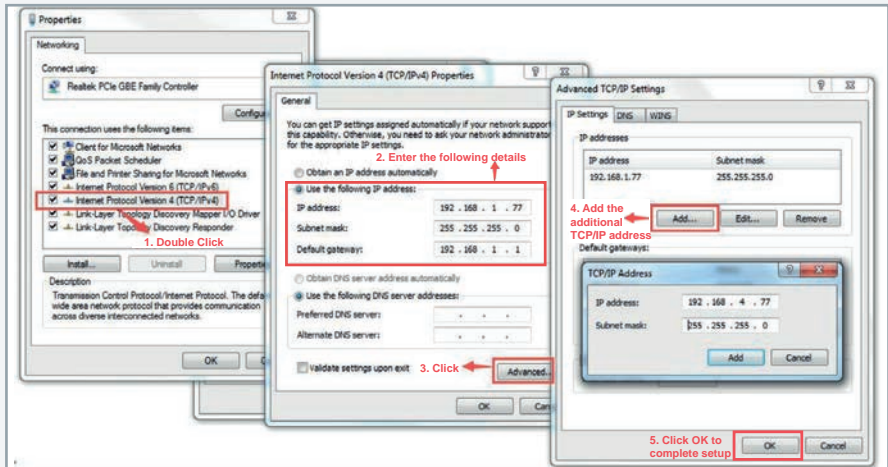 Properties
Networking
Connect using:
Realtek PCIe GBE Family Controller
This connection uses the following items:
Client for Microsoft Networks
QoS Packet Scheduler
File and Printer Sharing for Microsoft Networks
Internet Protocol Version 6 (TCP/IPv6)
Internet Protocol Version 4 (TCP/IPv4)
Link-Layer Topology Discovery Mapper I/O Driver
Link-Layer Topology Discovery Responder
1. Double Click
Install...
Uninstall
Description
Transmission Control Protocol/Internet Protocol. The
wide area network protocol that provides communication
across diverse interconnected networks.
OK
Internet Protocol Version 4 (TCP/IPv4) Properties
General
You can get IP settings assigned automatically if your network
this capability. Otherwise, you need to ask your network administrator
for the appropriate IP settings.
2. Enter the following details
Obtain an IP address automatically
Use the following IP address:
IP address: 192 . 168 . 1 . 77
Subnet mask: 255 . 255 . 255 . 0
Default gateway: 192 . 168 . 1 . 1
Obtain DNS server address automatically
Use the following DNS server addresses:
Preferred DNS server: . . .
Alternate DNS server: . . .
Validate settings upon exit
3. Click
Advanced..
OK
Advanced TCP/IP Settings
IP Settings DNS WINS
IP addresses
IP address Subnet mask
192.168.1.77 255.255.255.0
4. Add the
additional
TCP/IP address
Add... Edit... Remove
Default gateways:
TCP/IP Address
IP address: 192 . 168 . 4 . 77
Subnet mask: 255 . 255 . 255 . 0
Add Cancel
5. Click OK to
complete setup
OK Cancel